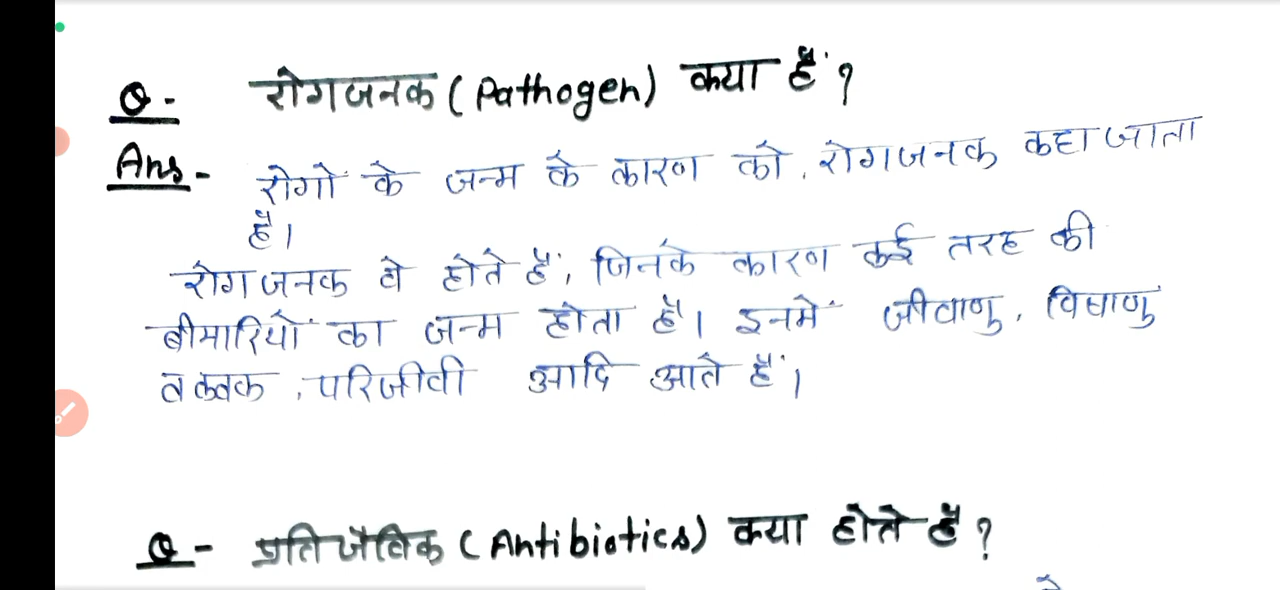 Q- रोगजनक (Pathogen) क्या हैं ?
Ans- रोगों के जन्म के कारण को, रोगजनक कहा जाता
है।
रोगजनक वे होते हैं, जिनके कारण कई तरह की
बीमारियों का जन्म होता है। इनमें जीवाणु, विषाणु
व कवक, परिजीवी आदि आते हैं।
Q- प्रतिजैविक (Antibiotics) क्या होते है ?